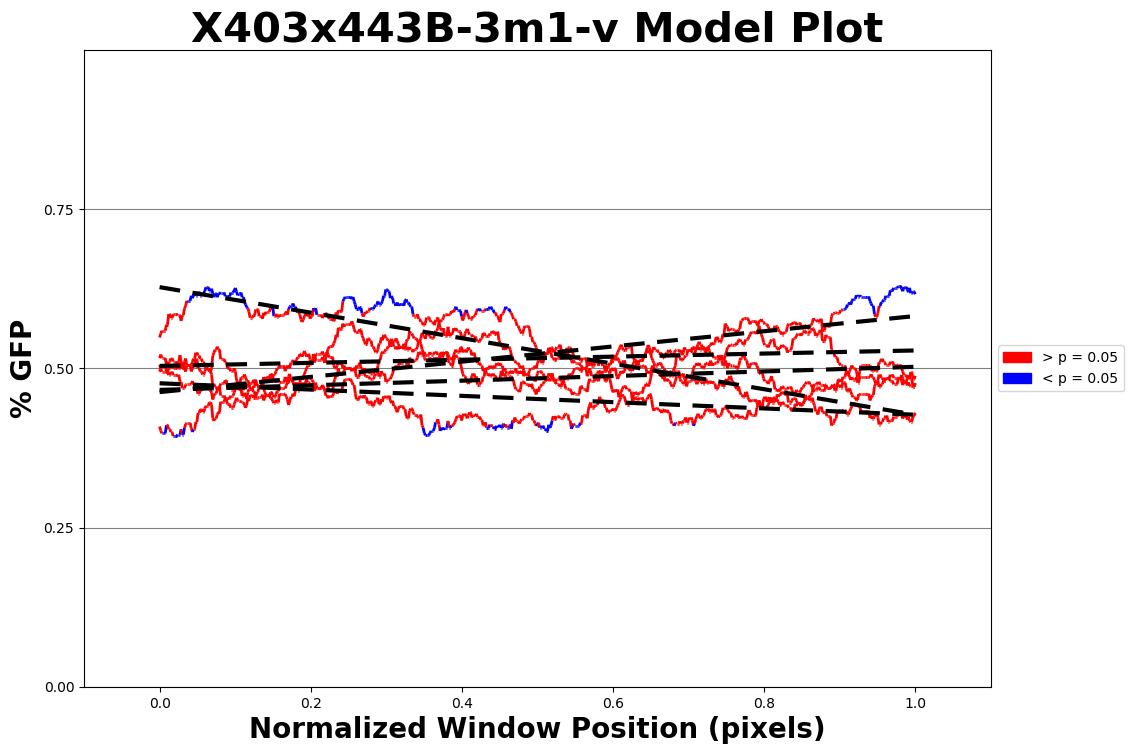 X403x443B-3m1-v Model Plot
% GFP
0.75
0.50
0.25
0.00
0.0 0.2 0.4 0.6 0.8 1.0
Normalized Window Position (pixels)
> p = 0.05
< p = 0.05